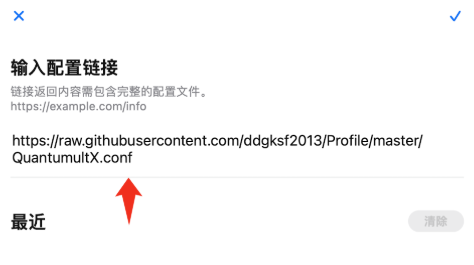 输入配置链接
链接返回内容需包含完整的配置文件。
https://example.com/info
https://raw.githubusercontent.com/ddgksf2013/Profile/master/
QuantumultX.conf
最近
清除